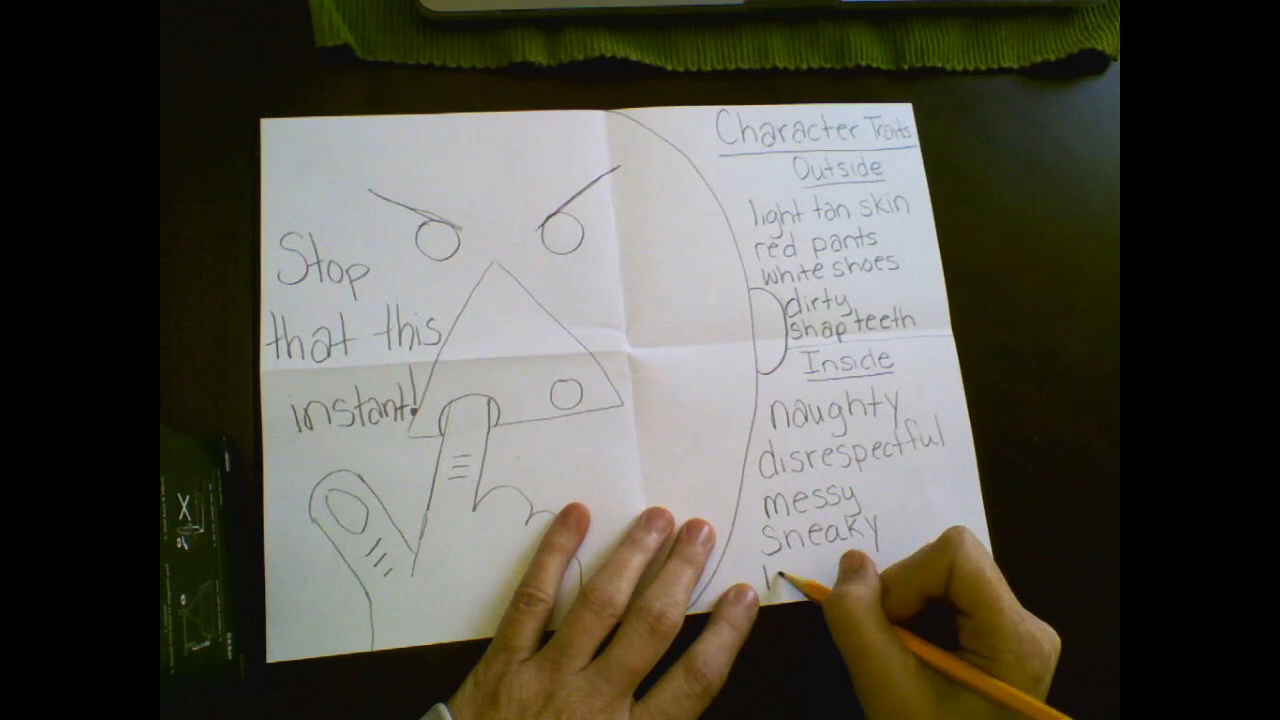 Stop
that this
instant!
Character Traits
Outside
light tan skin
red pants
white shoes
dirty
shap teeth
Inside
naughty
disrespectful
messy
sneaky